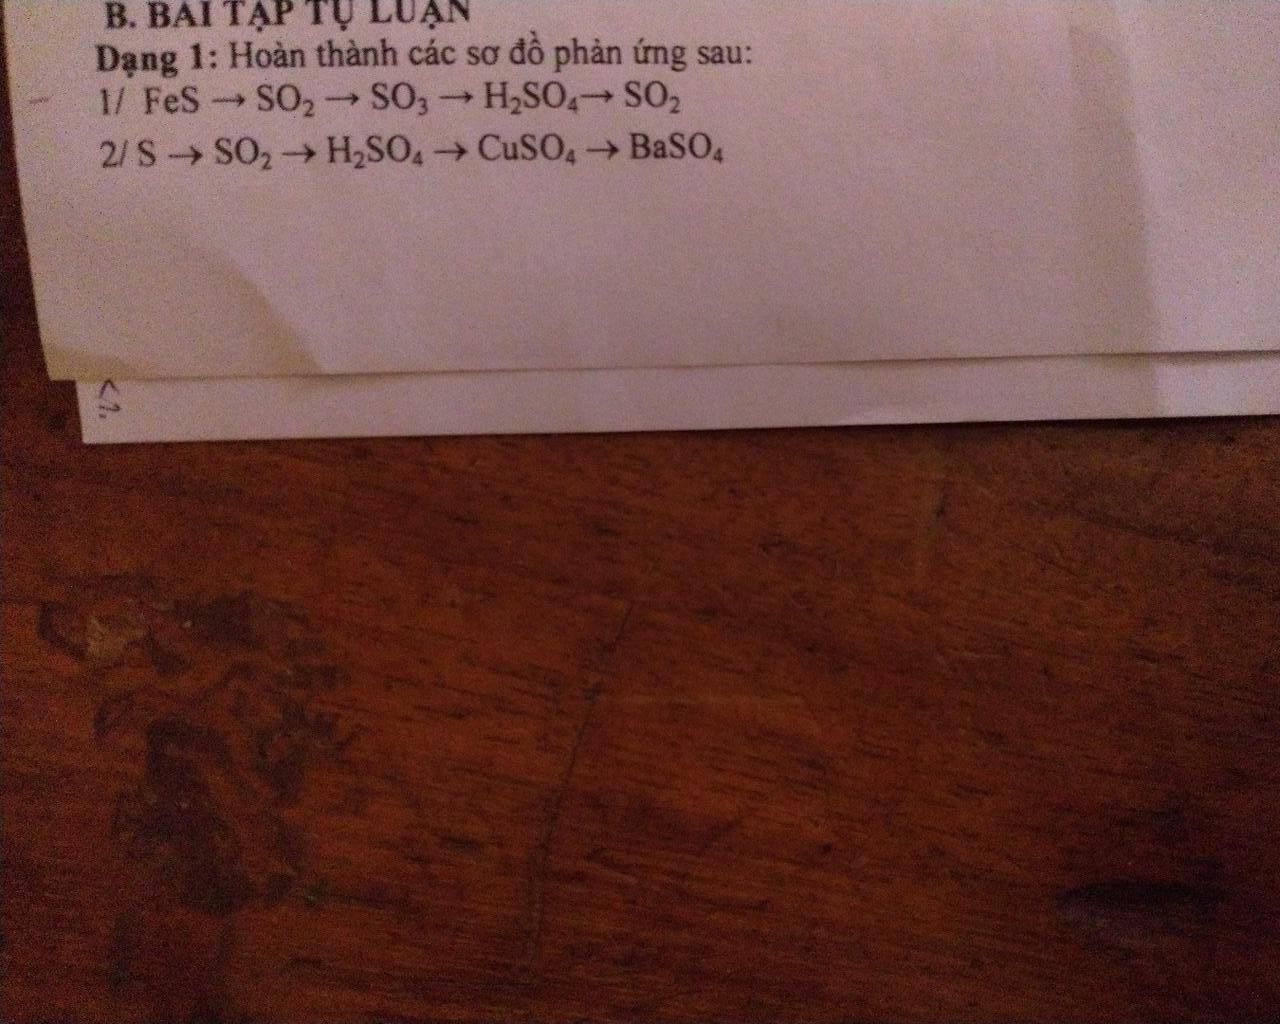 B. BÀI TẬP TỰ LUẬN
Dạng 1: Hoàn thành các sơ đồ phản ứng sau:
1/ FeS → SO₂ → SO₃ → H₂SO₄→ SO₂
2/ S → SO₂ → H₂SO₄ → CuSO₄ → BaSO₄